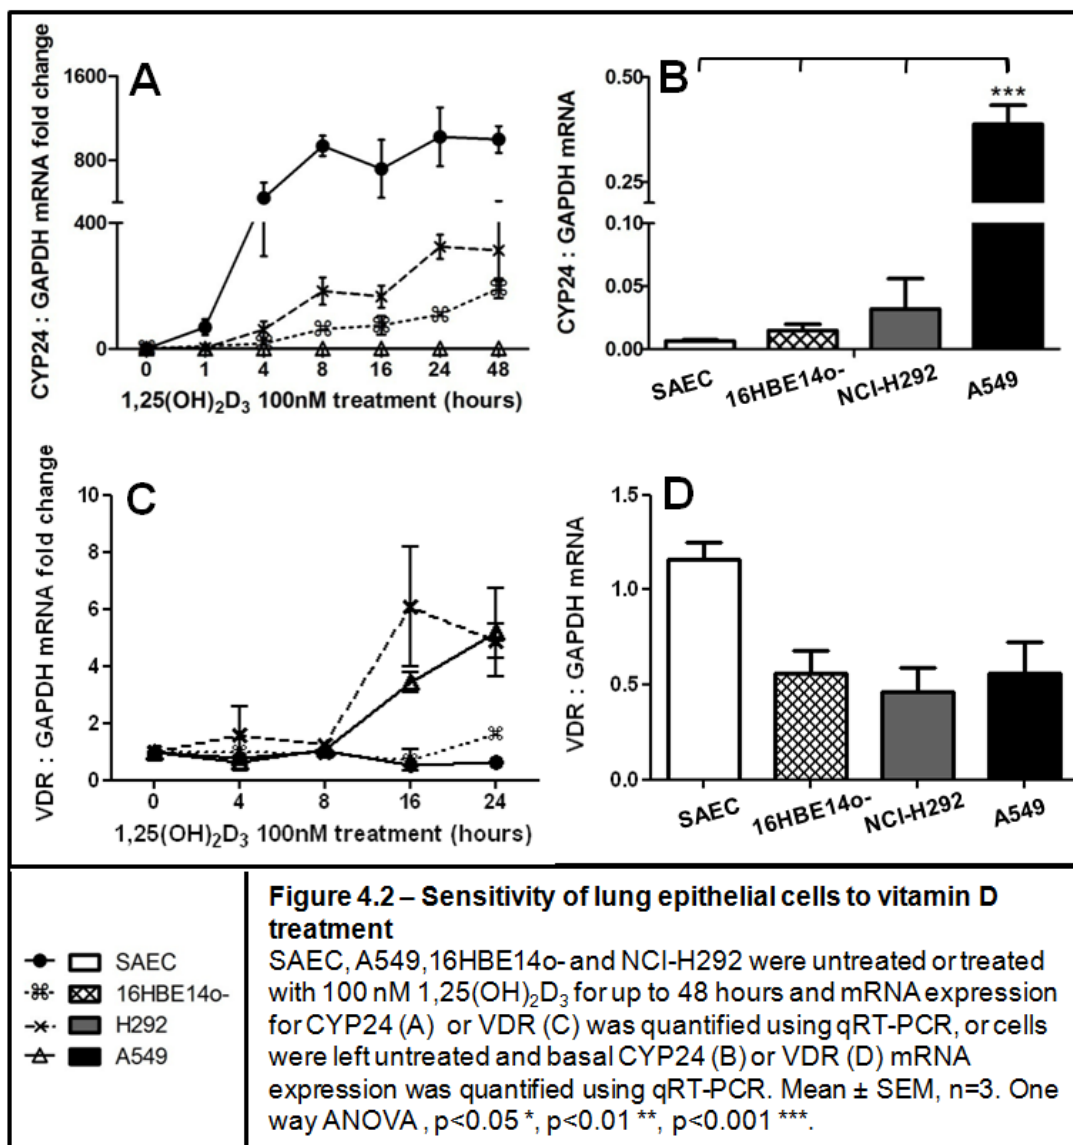 A
CYP24 : GAPDH mRNA fold change
1600
800
400
0
0 1 4 8 16 24 48
1,25(OH)₂D₃ 100nM treatment (hours)
B
CYP24 : GAPDH mRNA
0.50
0.25
0.10
0.05
0.00
***
SAEC 16HBE14o- NCI-H292 A549
C
VDR : GAPDH mRNA fold change
10
8
6
4
2
0
0 4 8 16 24
1,25(OH)₂D₃ 100nM treatment (hours)
D
VDR : GAPDH mRNA
1.5
1.0
0.5
0.0
SAEC 16HBE14o- NCI-H292 A549
SAEC
16HBE14o-
H292
A549
Figure 4.2 – Sensitivity of lung epithelial cells to vitamin D
treatment
SAEC, A549,16HBE14o- and NCI-H292 were untreated or treated
with 100 nM 1,25(OH)₂D₃ for up to 48 hours and mRNA expression
for CYP24 (A) or VDR (C) was quantified using qRT-PCR, or cells
were left untreated and basal CYP24 (B) or VDR (D) mRNA
expression was quantified using qRT-PCR. Mean ± SEM, n=3. One
way ANOVA , p<0.05 *, p<0.01 **, p<0.001 ***.